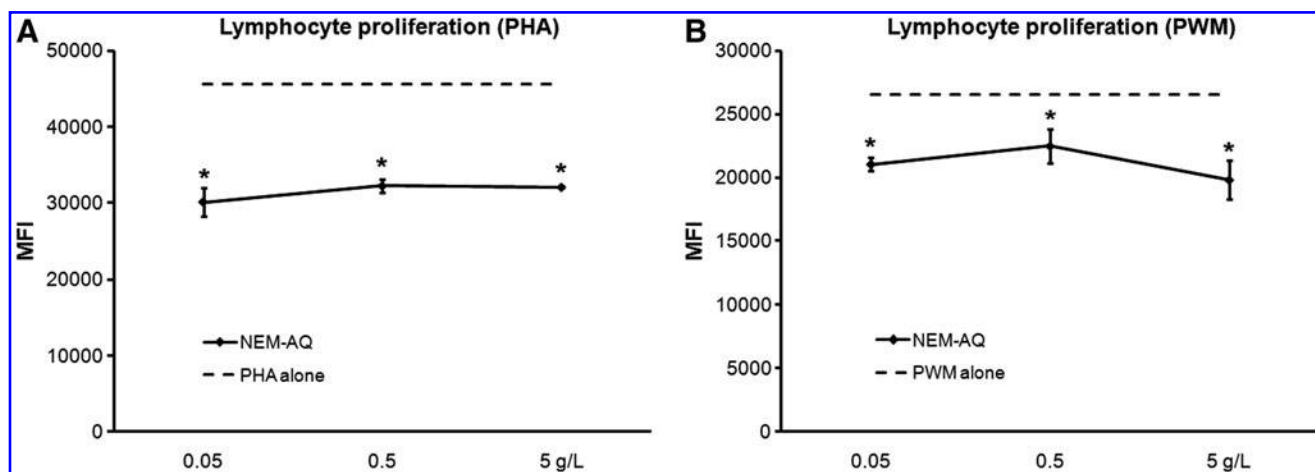 A
Lymphocyte proliferation (PHA)
50000
40000
30000
20000
10000
0
MFI
*
*
*
NEM-AQ
PHA alone
0.05
0.5
5 g/L
B
Lymphocyte proliferation (PWM)
30000
25000
20000
15000
10000
5000
0
MFI
*
*
*
NEM-AQ
PWM alone
0.05
0.5
5 g/L